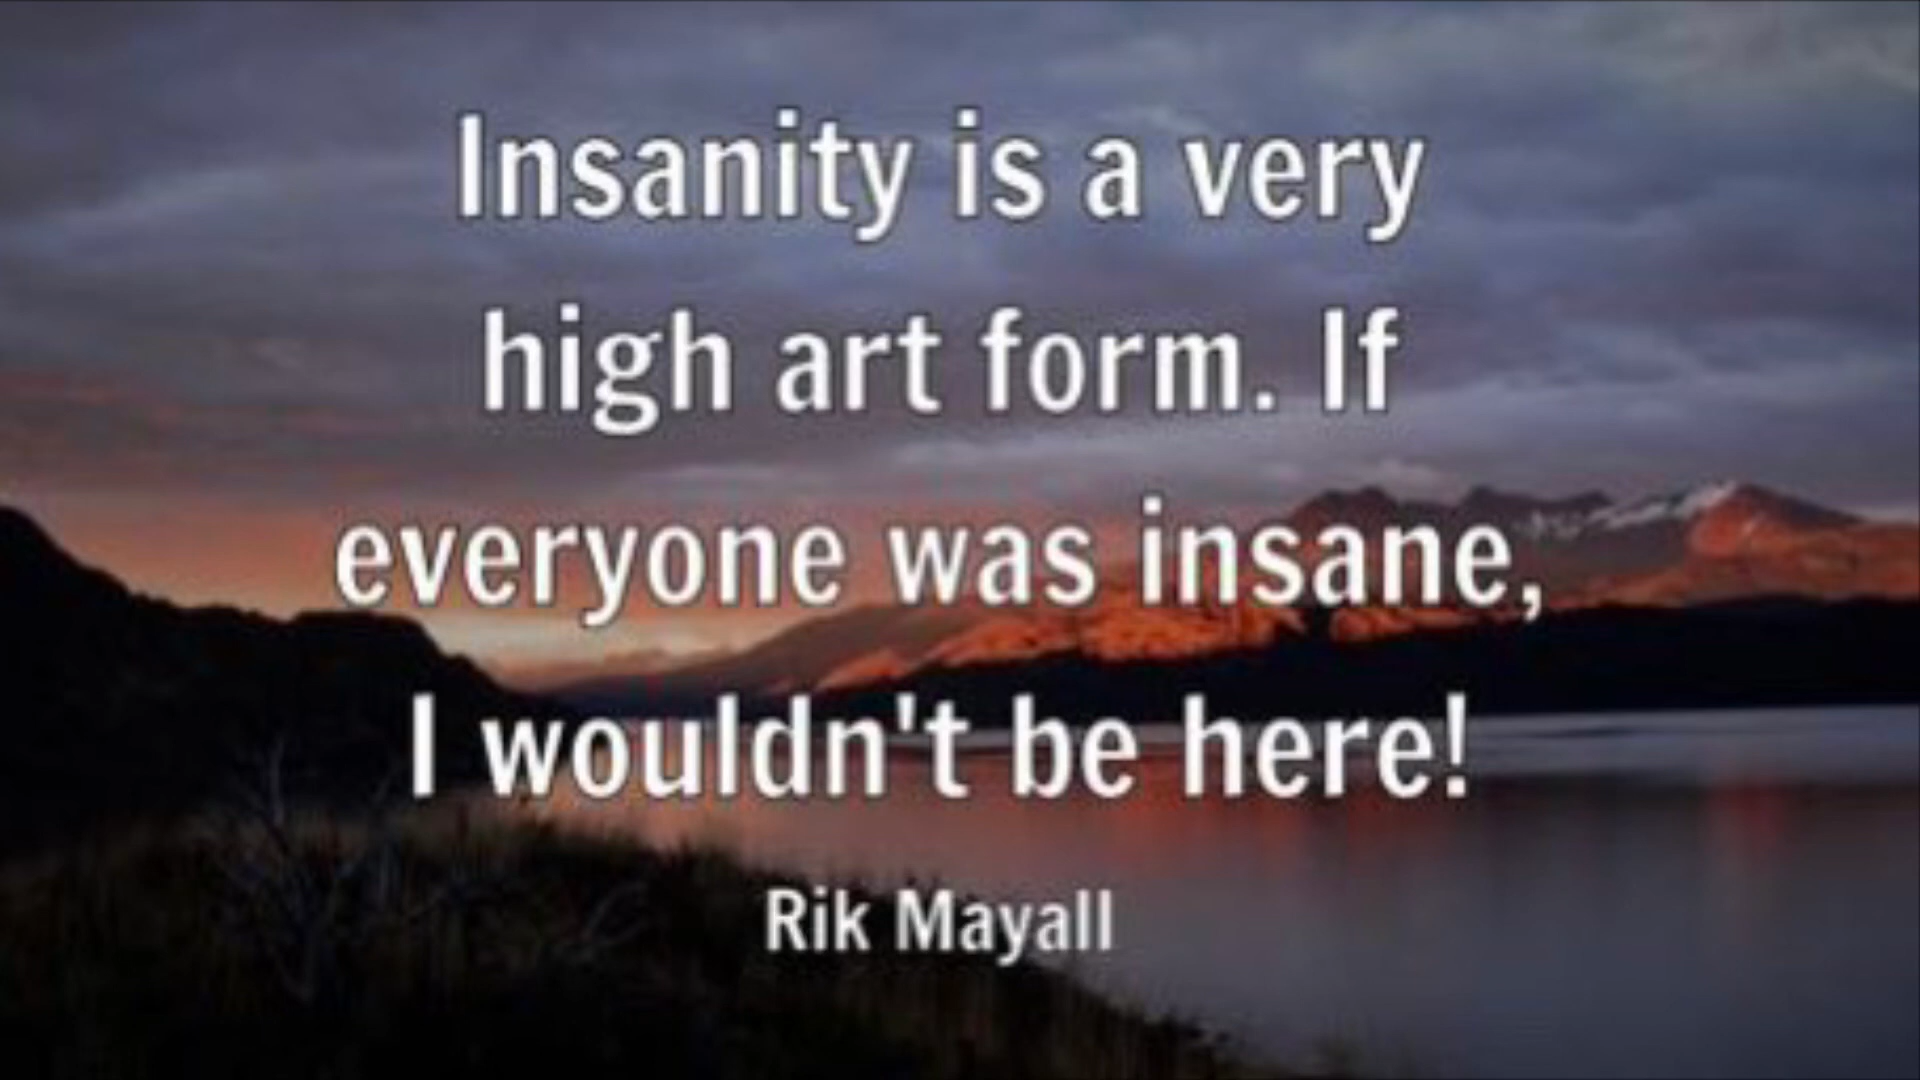 Insanity is a very
high art form. If
everyone was insane,
I wouldn't be here!
Rik Mayall